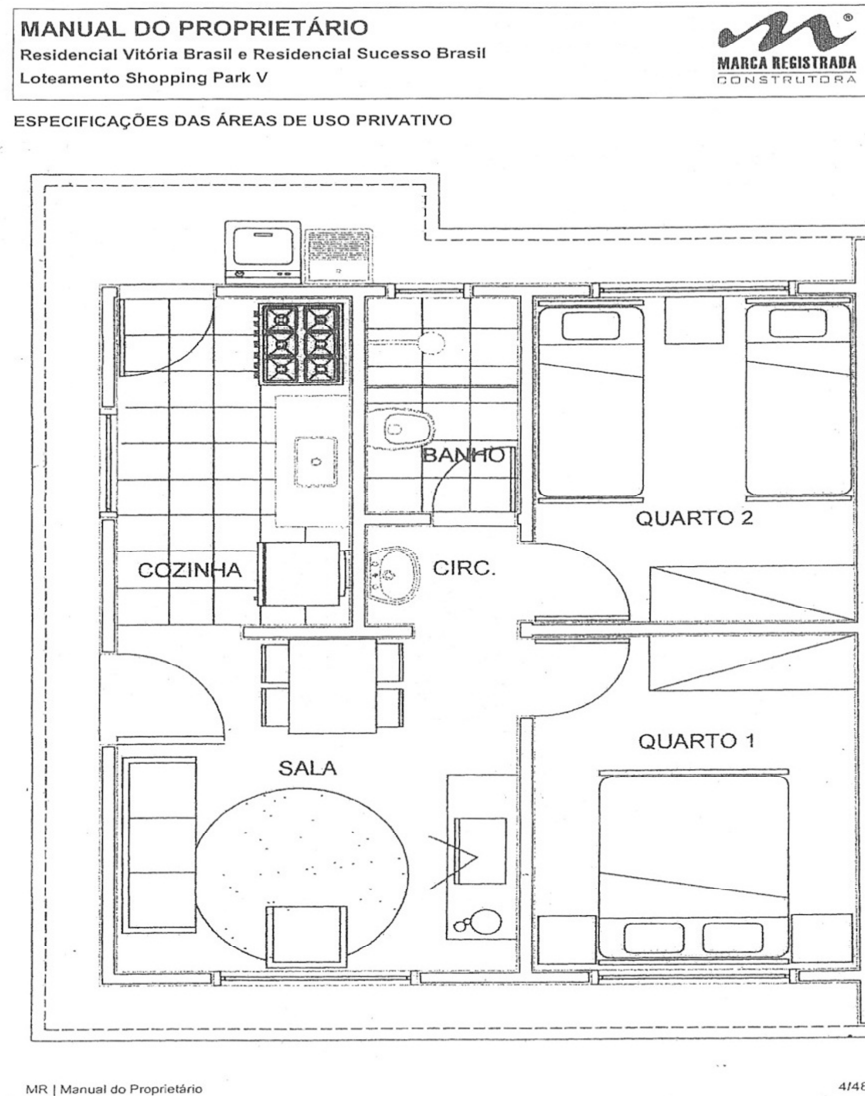 MANUAL DO PROPRIETÁRIO
Residencial Vitória Brasil e Residencial Sucesso Brasil
Loteamento Shopping Park V
MARCA REGISTRADA
CONSTRUTORA
ESPECIFICAÇÕES DAS ÁREAS DE USO PRIVATIVO
BANHO
QUARTO 2
COZINHA
CIRC.
QUARTO 1
SALA
MR | Manual do Proprietário
4/48